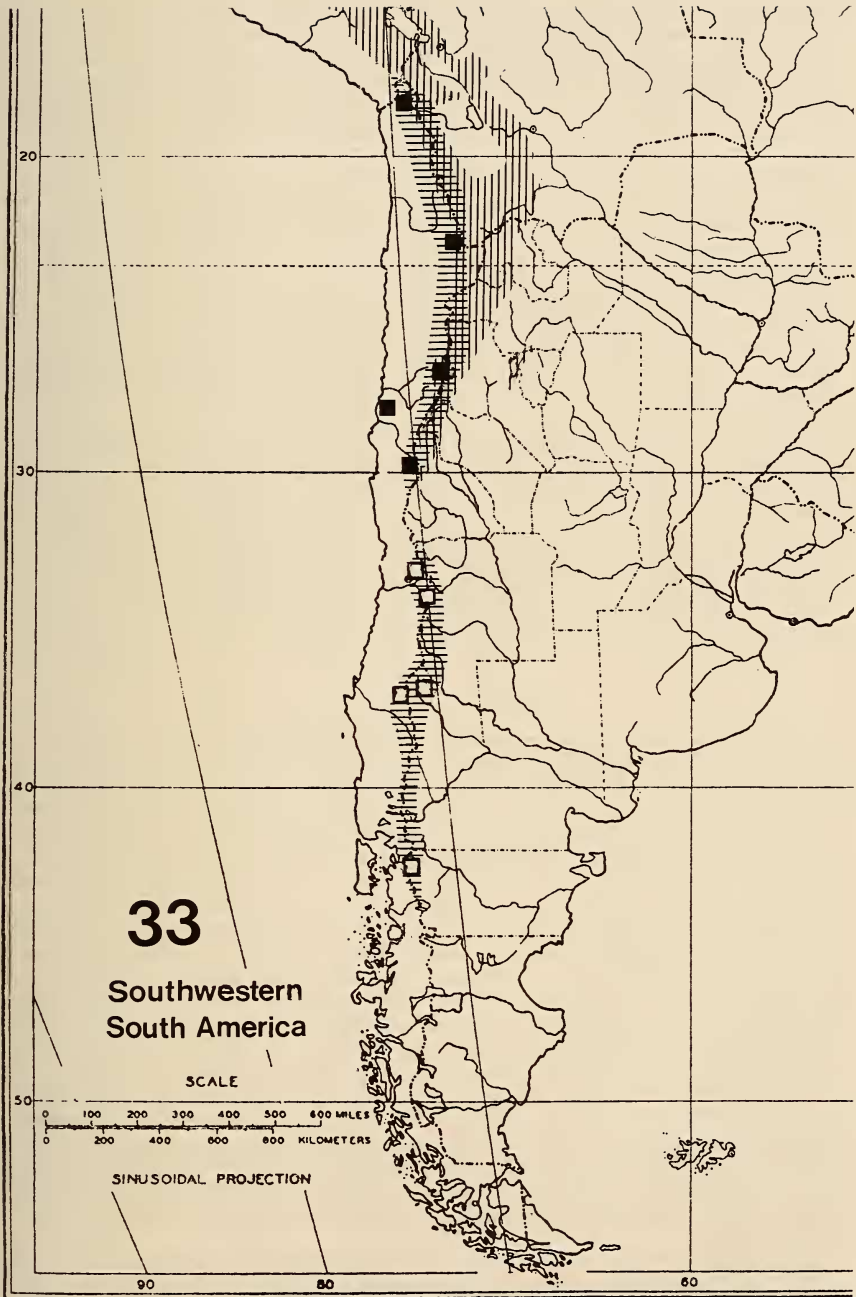 20
30
40
33
Southwestern
South America
SCALE
0 100 200 300 400 500 600 MILES
0 200 400 600 800 KILOMETERS
50
SINUSOIDAL PROJECTION
90 80 60